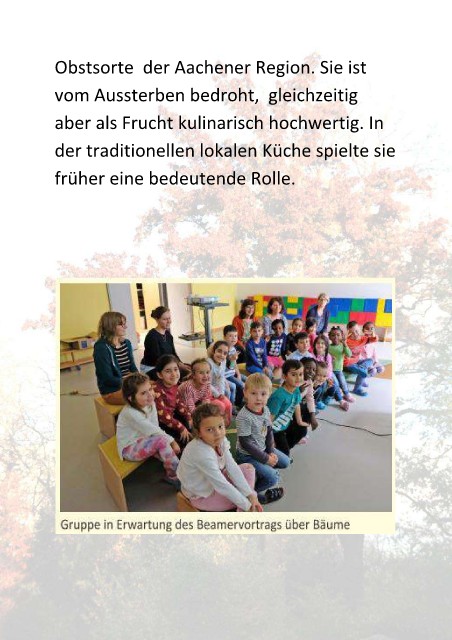 Obstsorte  der Aachener Region. Sie ist
vom Aussterben bedroht,  gleichzeitig
aber als Frucht kulinarisch hochwertig. In
der traditionellen lokalen Küche spielte sie
früher eine bedeutende Rolle.
Gruppe in Erwartung des Beamervortrags über Bäume